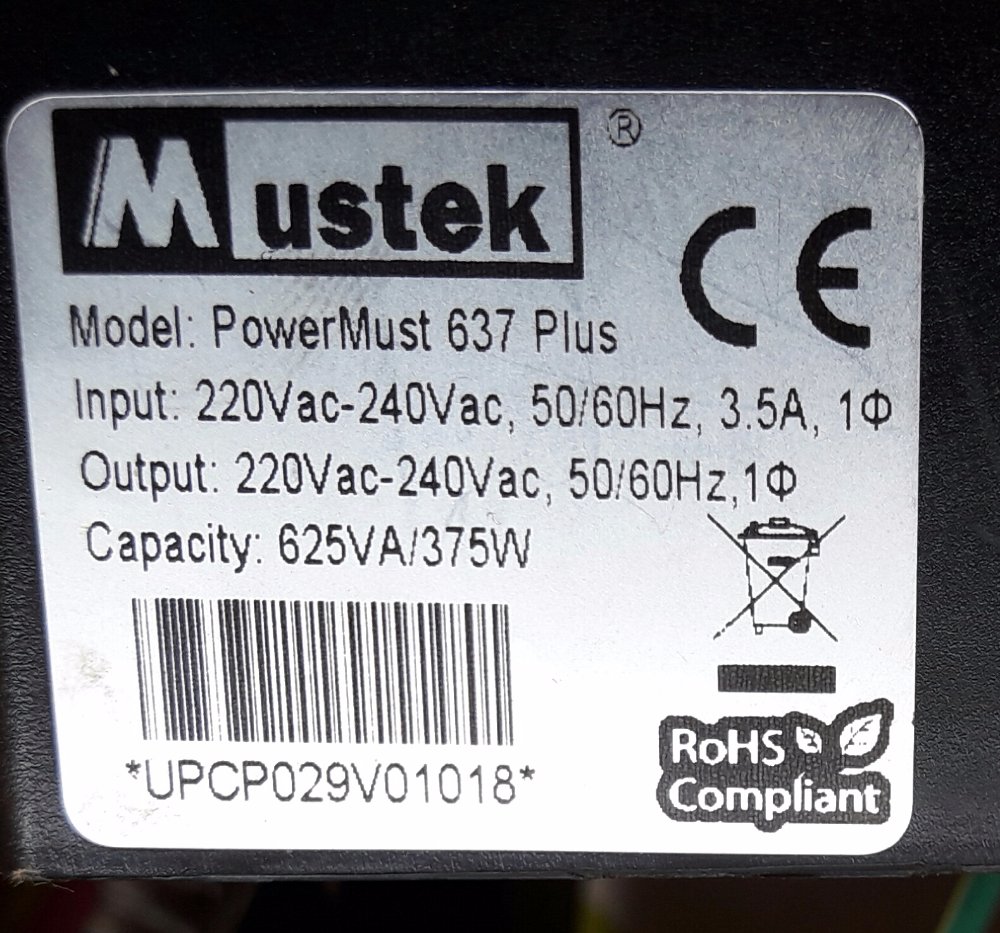 Mustek ®
CE
Model: PowerMust 637 Plus
Input: 220Vac-240Vac, 50/60Hz, 3.5A, 1Φ
Output: 220Vac-240Vac, 50/60Hz,1Φ
Capacity: 625VA/375W
*UPCP029V01018*
RoHS
Compliant